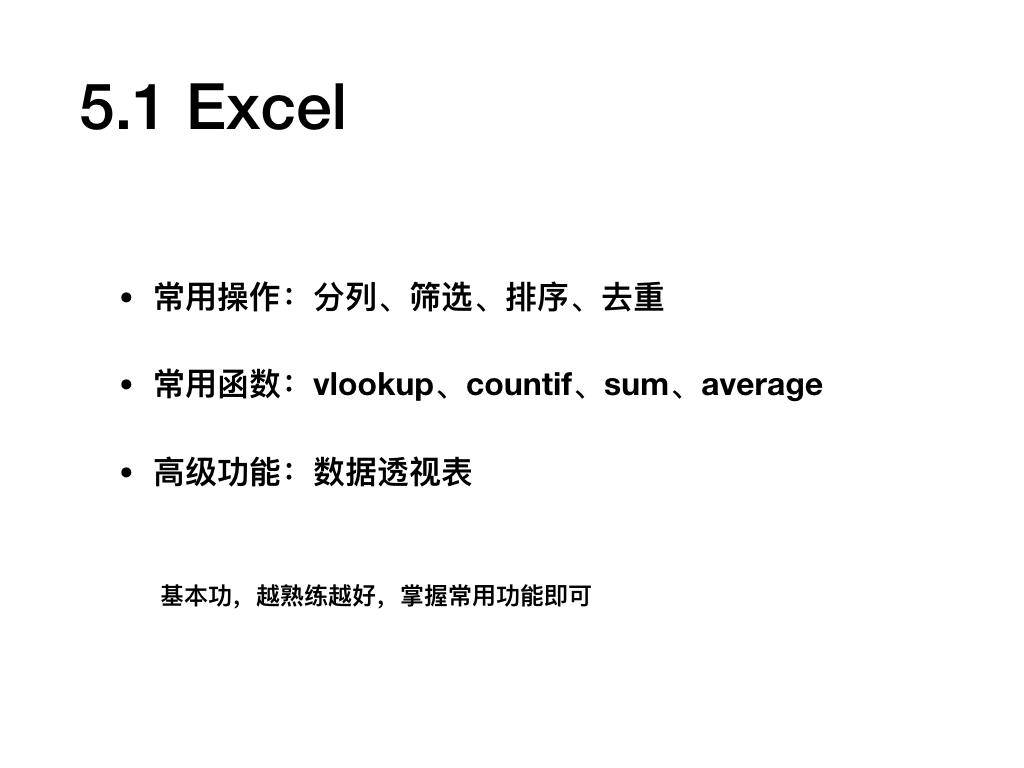 5.1 Excel
• 常用操作：分列、筛选、排序、去重
• 常用函数：vlookup、countif、sum、average
• 高级功能：数据透视表
基本功，越熟练越好，掌握常用功能即可